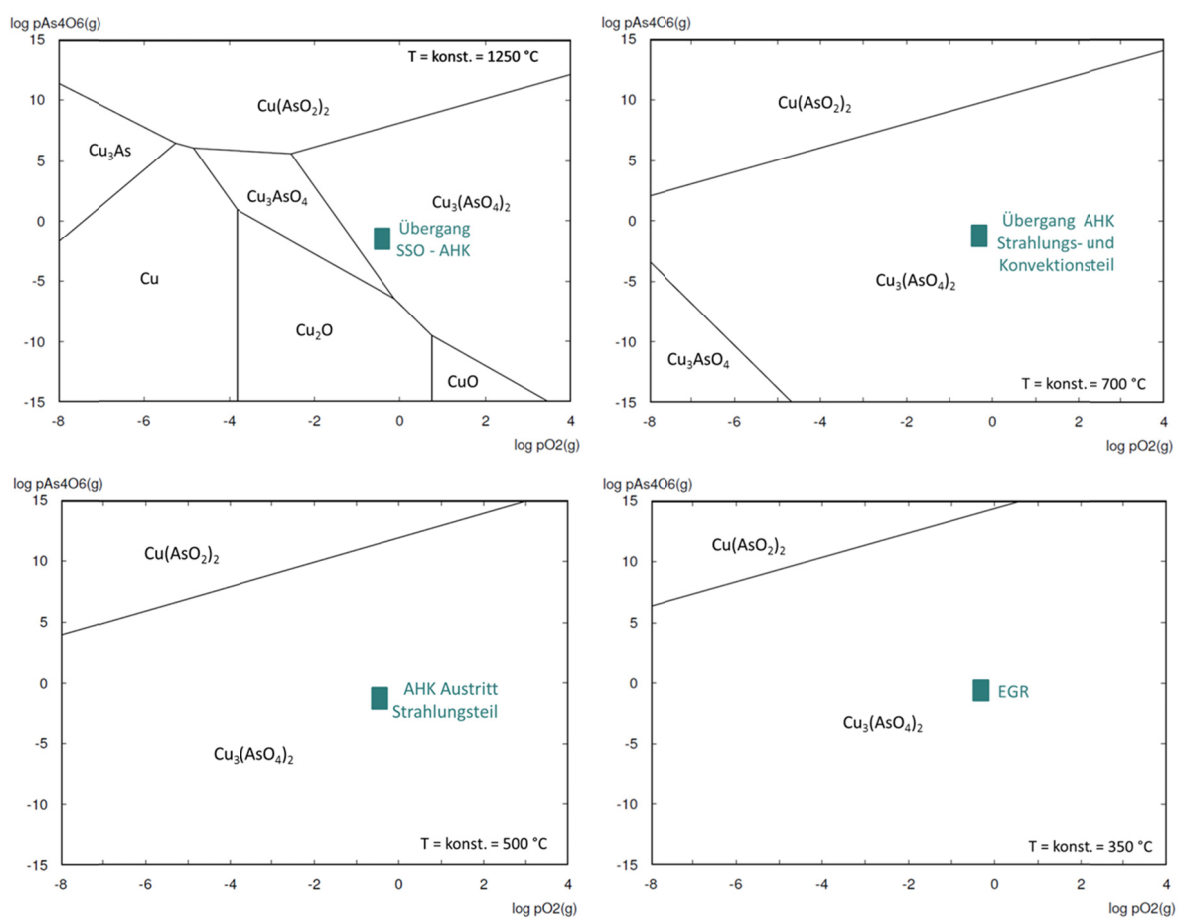 log pAs4O6(g)
15
10
5
0
-5
-10
-15
-8
-6
-4
-2
0
2
4
log pO2(g)
T = konst. = 1250 °C
Cu(AsO₂)₂
Cu₃As
Cu₃AsO₄
Cu₃(AsO₄)₂
Übergang
SSO - AHK
Cu
Cu₂O
CuO
log pAs4O6(g)
15
10
5
0
-5
-10
-15
-8
-6
-4
-2
0
2
4
log pO2(g)
Cu(AsO₂)₂
Übergang AHK
Strahlungs- und
Konvektionsteil
Cu₃(AsO₄)₂
Cu₃AsO₄
T = konst. = 700 °C
log pAs4O6(g)
15
10
5
0
-5
-10
-15
-8
-6
-4
-2
0
2
4
log pO2(g)
Cu(AsO₂)₂
AHK Austritt
Strahlungsteil
Cu₃(AsO₄)₂
T = konst. = 500 °C
log pAs4O6(g)
15
10
5
0
-5
-10
-15
-8
-6
-4
-2
0
2
4
log pO2(g)
Cu(AsO₂)₂
EGR
Cu₃(AsO₄)₂
T = konst. = 350 °C